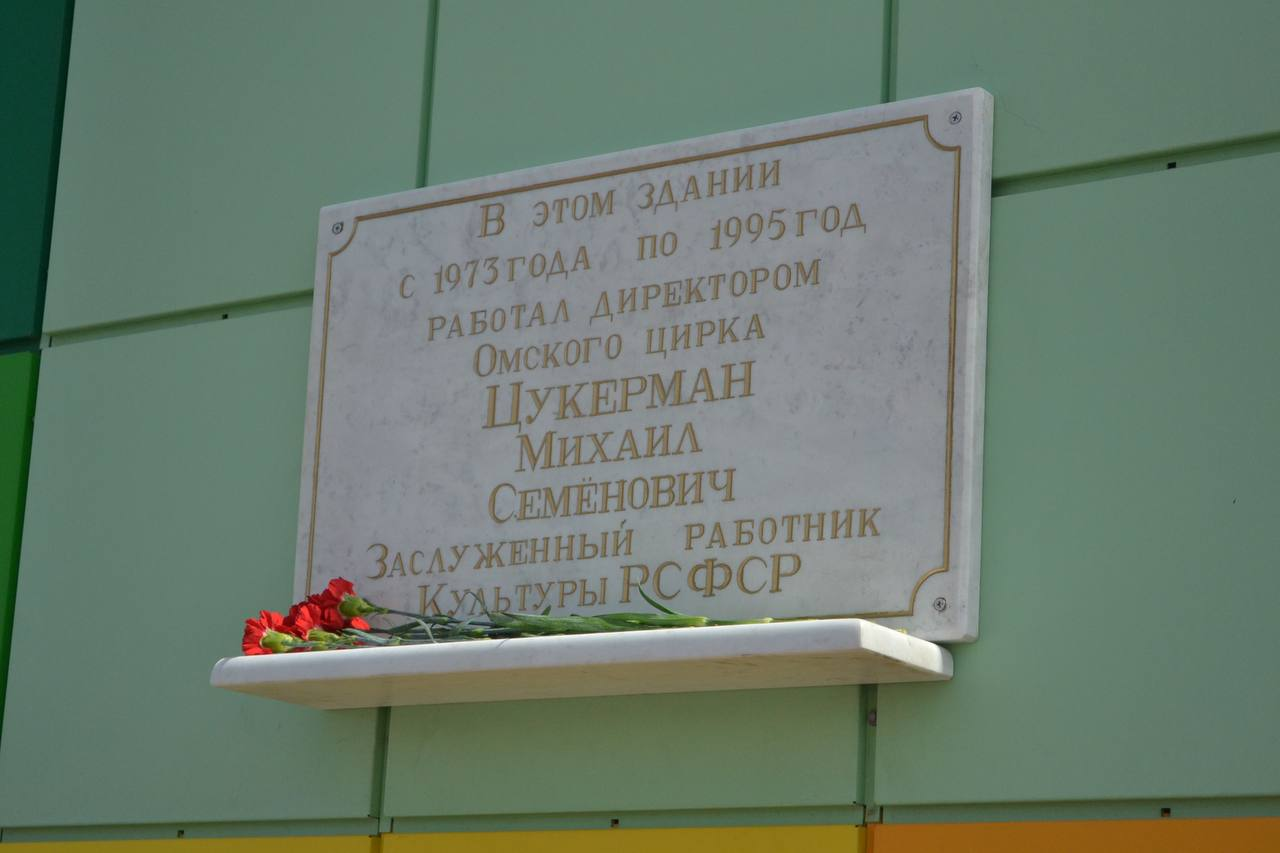 В этом здании
с 1973 года по 1995 год
работал директором
Омского цирка
Цукерман
Михаил
Семёнович
Заслуженный работник
Культуры РСФСР